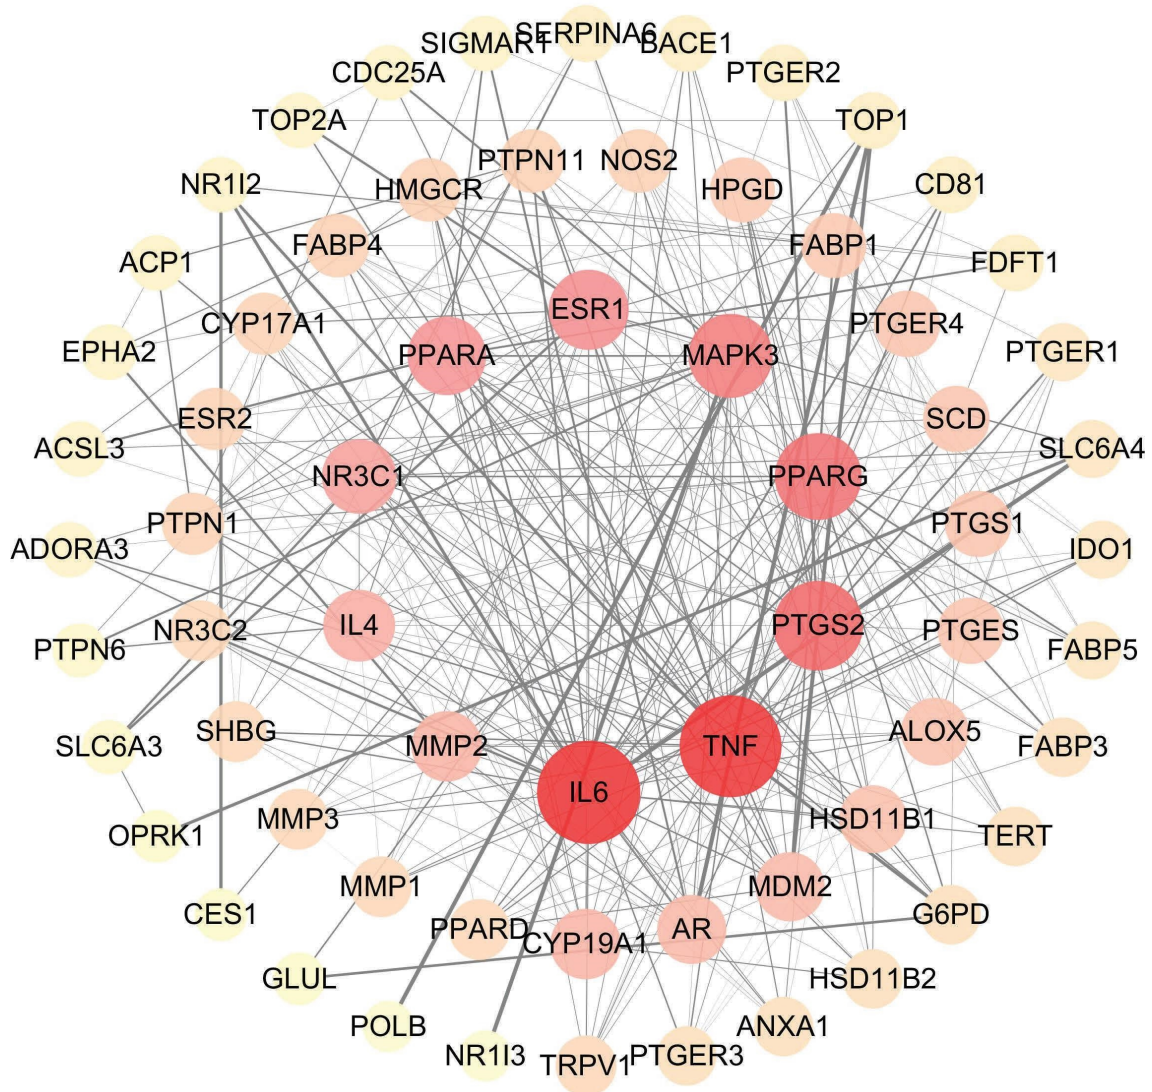 SIGMAR1
SERPINA6
BACE1
CDC25A
PTGER2
TOP2A
TOP1
PTPN11
NOS2
NR1I2
HMGCR
HPGD
CD81
FABP4
FABP1
ACP1
FDFT1
ESR1
CYP17A1
PTGER4
EPHA2
PPARA
MAPK3
PTGER1
ESR2
SCD
ACSL3
SLC6A4
NR3C1
PPARG
PTPN1
PTGS1
ADORA3
IDO1
NR3C2
IL4
PTGS2
PTGES
PTPN6
FABP5
SHBG
ALOX5
SLC6A3
MMP2
TNF
FABP3
IL6
OPRK1
MMP3
HSD11B1
TERT
MMP1
MDM2
CES1
G6PD
PPARD
CYP19A1
AR
GLUL
HSD11B2
POLB
ANXA1
NR1I3
TRPV1
PTGER3